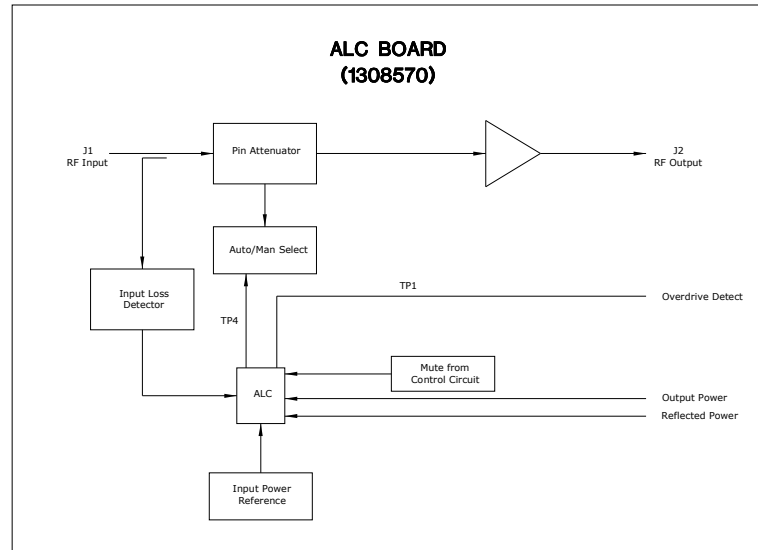 ALC BOARD
(1308570)
J1
RF Input
Pin Attenuator
J2
RF Output
Auto/Man Select
Input Loss
Detector
TP1
Overdrive Detect
TP4
Mute from
Control Circuit
ALC
Output Power
Reflected Power
Input Power
Reference